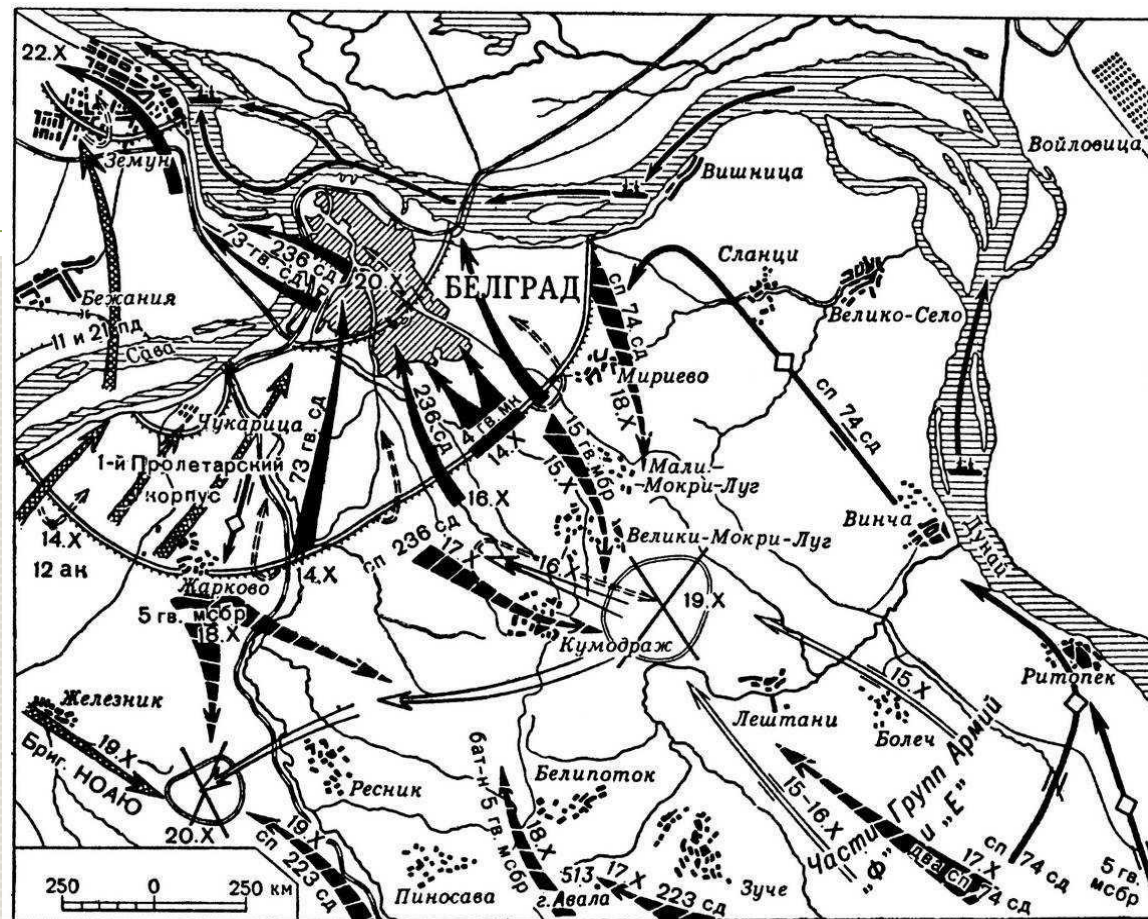 22.X
Земун
Войловица
Вишница
73 гв. сд
236 сд
20.X
БЕЛГРАД
Сланци
Велико-Село
Бежания
11 и 21 пд
Сава
сп 74 сд
18.X
Мириево
сп 74 сд
Чукарица
1-й Пролетарский
корпус
73 гв. сд
236 сд
4 гв. мк
14.X
15 гв мбр
15.X
Мали-
-Мокри-Луг
16.X
Винча
Велики-Мокри-Луг
Дунай
14.X
12 ак
Жарково
14.X
сп 236 сд
17.X
16.X
19.X
5 гв. мсбр
18.X
Кумодраж
15.X
Ритопек
Железник
Лештани
Болеч
19.X
Бриг. НОАЮ
20.X
Ресник
Белипоток
бат-н 5 гв. мсбр
18.X
15-16.X
Части Групп Армий
„Ф" и „Е"
два сп 74 сд
17.X
сп 74 сд
5 гв.
мсбр
19.X
сп 223 сд
Пиносава
513
г. Авала
17.X
223 сд
Зуче
250 0 250 км